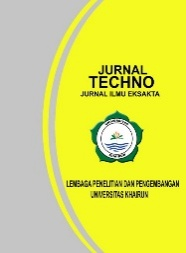 JURNAL
TECHNO
JURNAL ILMU EKSAKTA
LEMBAGA PENELITIAN DAN PENGEMBANGAN
UNIVERSITAS KHAIRUN